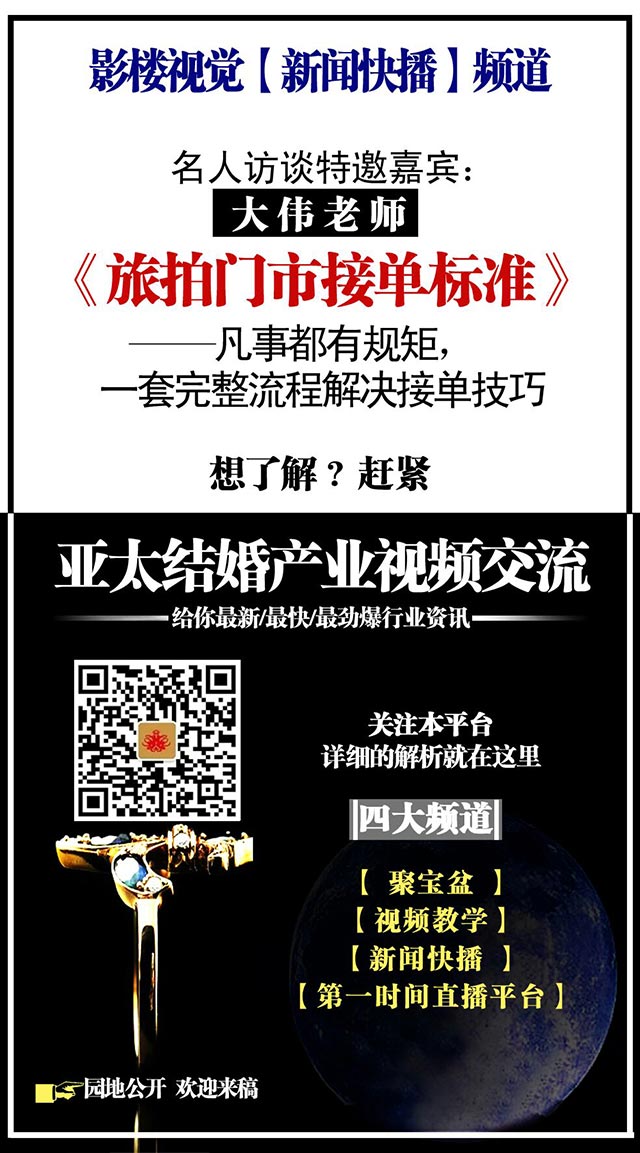 影楼视觉【新闻快播】频道
名人访谈特邀嘉宾：
大伟老师
《旅拍门市接单标准》
——凡事都有规矩，
一套完整流程解决接单技巧
想了解？赶紧
亚太结婚产业视频交流
给你最新/最快/最劲爆行业资讯
关注本平台
详细的解析就在这里
四大频道
【 聚宝盆 】
【 视频教学 】
【 新闻快播 】
【 第一时间直播平台 】
园地公开 欢迎来稿